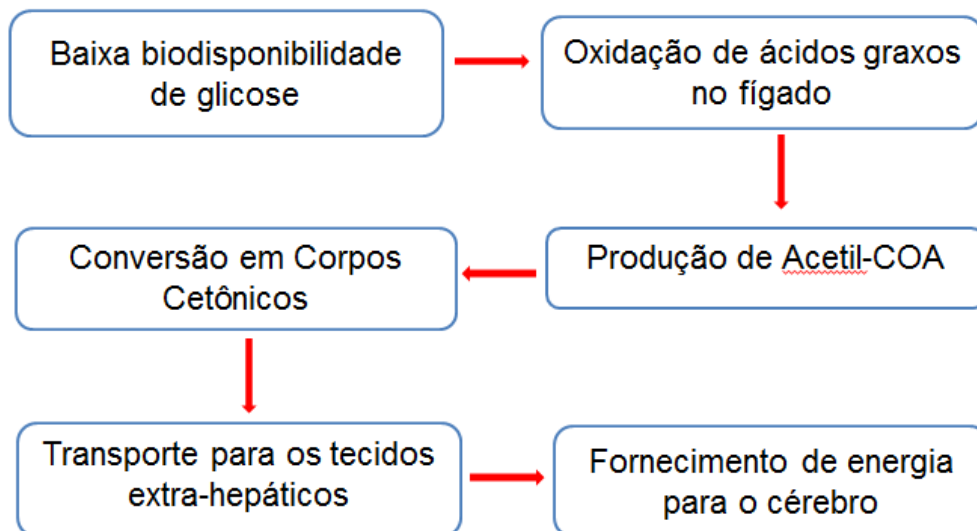 Baixa biodisponibilidade
de glicose
Oxidação de ácidos graxos
no fígado
Produção de Acetil-COA
Conversão em Corpos
Cetônicos
Transporte para os tecidos
extra-hepáticos
Fornecimento de energia
para o cérebro